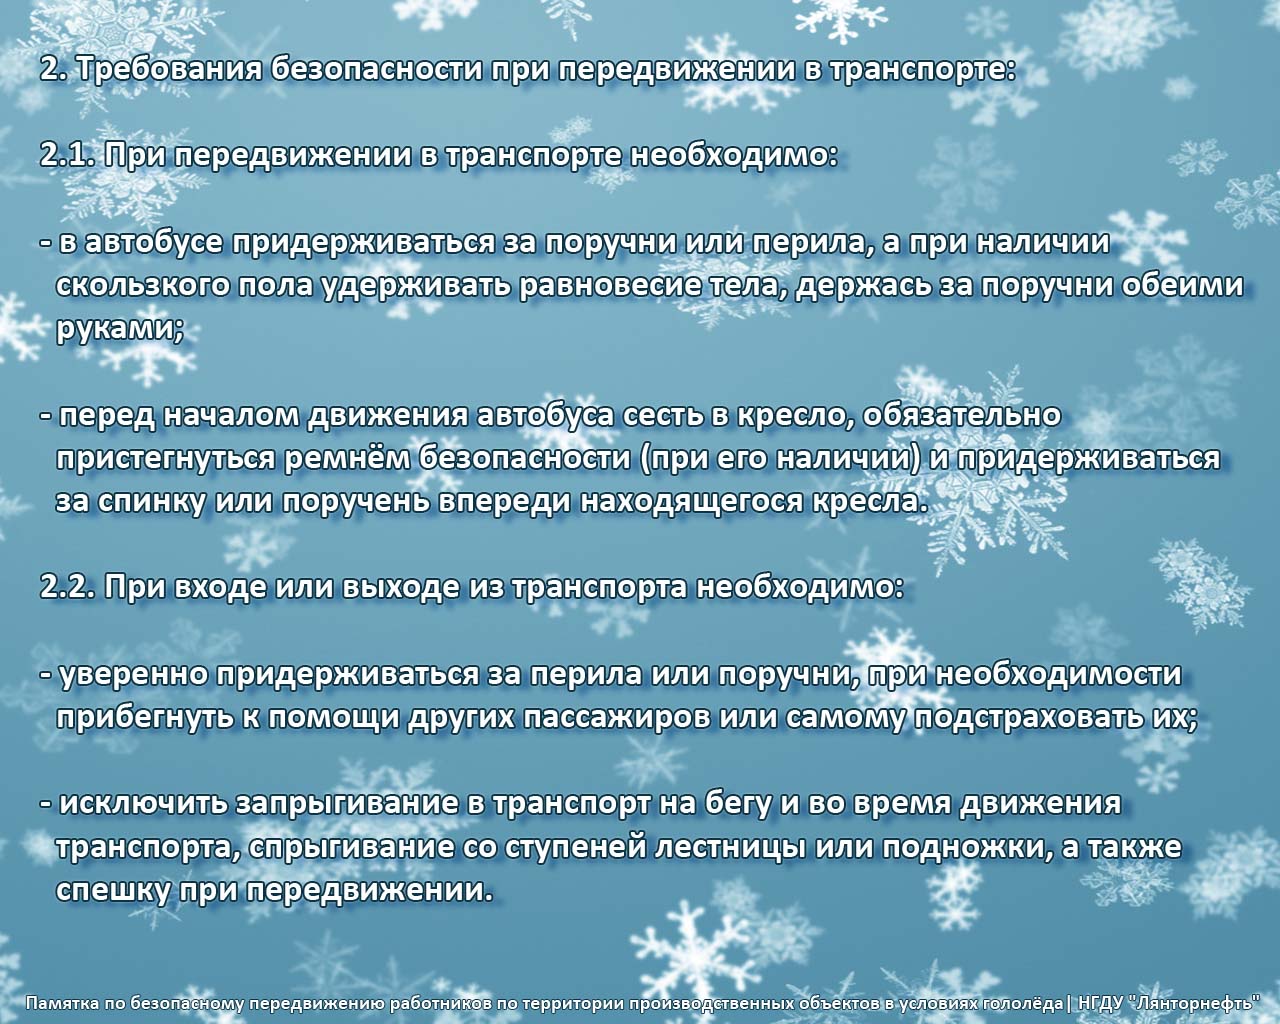 2. Требования безопасности при передвижении в транспорте:
2.1. При передвижении в транспорте необходимо:
- в автобусе придерживаться за поручни или перила, а при наличии
скользкого пола удерживать равновесие тела, держась за поручни обеими
руками;
- перед началом движения автобуса сесть в кресло, обязательно
пристегнуться ремнём безопасности (при его наличии) и придерживаться
за спинку или поручень впереди находящегося кресла.
2.2. При входе или выходе из транспорта необходимо:
- уверенно придерживаться за перила или поручни, при необходимости
прибегнуть к помощи других пассажиров или самому подстраховать их;
- исключить запрыгивание в транспорт на бегу и во время движения
транспорта, спрыгивание со ступеней лестницы или подножки, а также
спешку при передвижении.
Памятка по безопасному передвижению работников по территории производственных объектов в условиях гололёда| НГДУ "Лянторнефть"